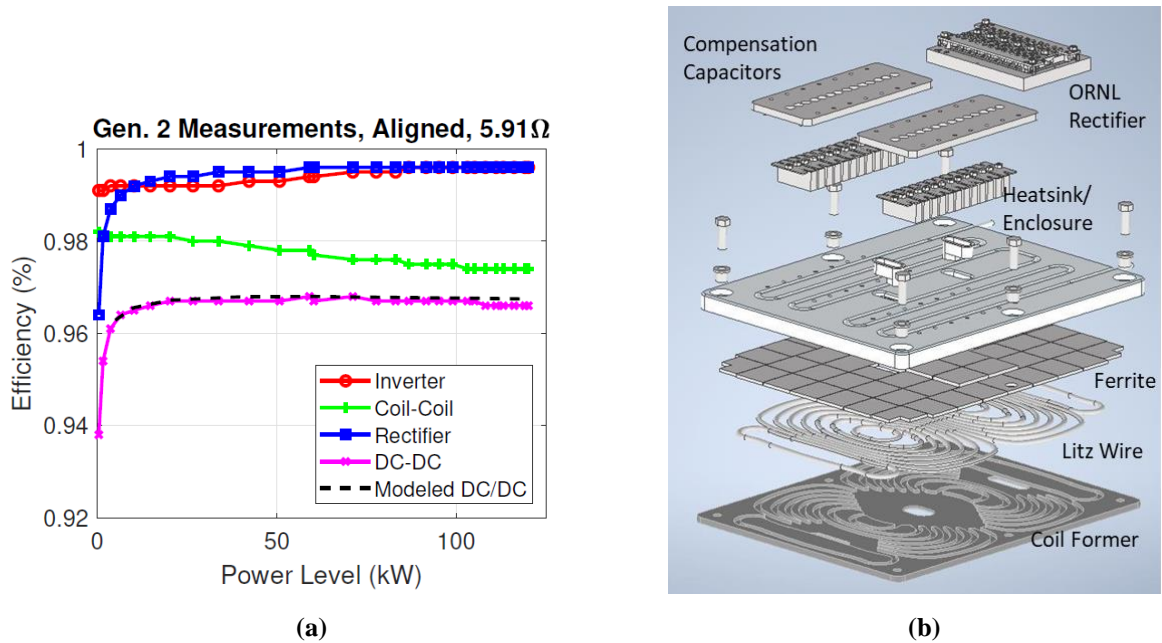 Gen. 2 Measurements, Aligned, 5.91Ω
1
0.98
0.96
0.94
0.92
Efficiency (%)
0
50
100
Power Level (kW)
Inverter
Coil-Coil
Rectifier
DC-DC
Modeled DC/DC
(a)
Compensation
Capacitors
ORNL
Rectifier
Heatsink/
Enclosure
Ferrite
Litz Wire
Coil Former
(b)